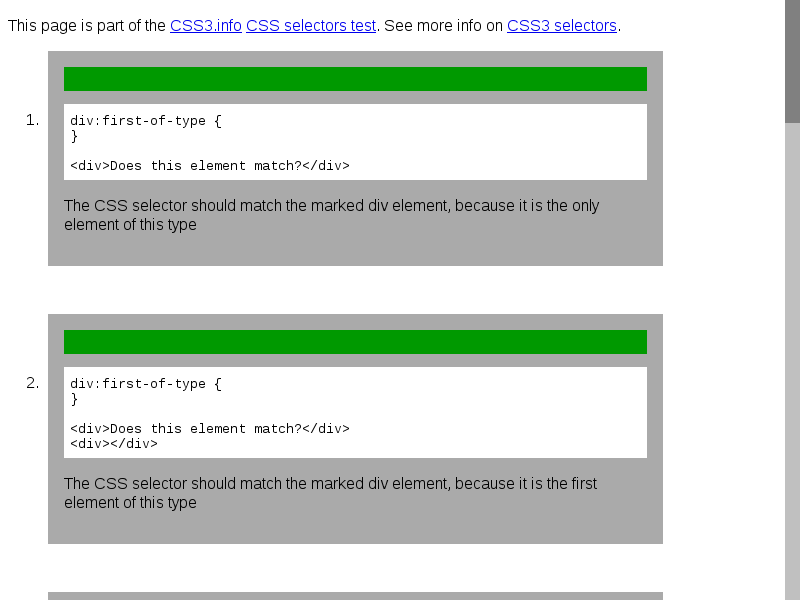 This page is part of the CSS3.info CSS selectors test. See more info on CSS3 selectors.
1.
div:first-of-type {
}
<div>Does this element match?</div>
The CSS selector should match the marked div element, because it is the only
element of this type
2.
div:first-of-type {
}
<div>Does this element match?</div>
<div></div>
The CSS selector should match the marked div element, because it is the first
element of this type